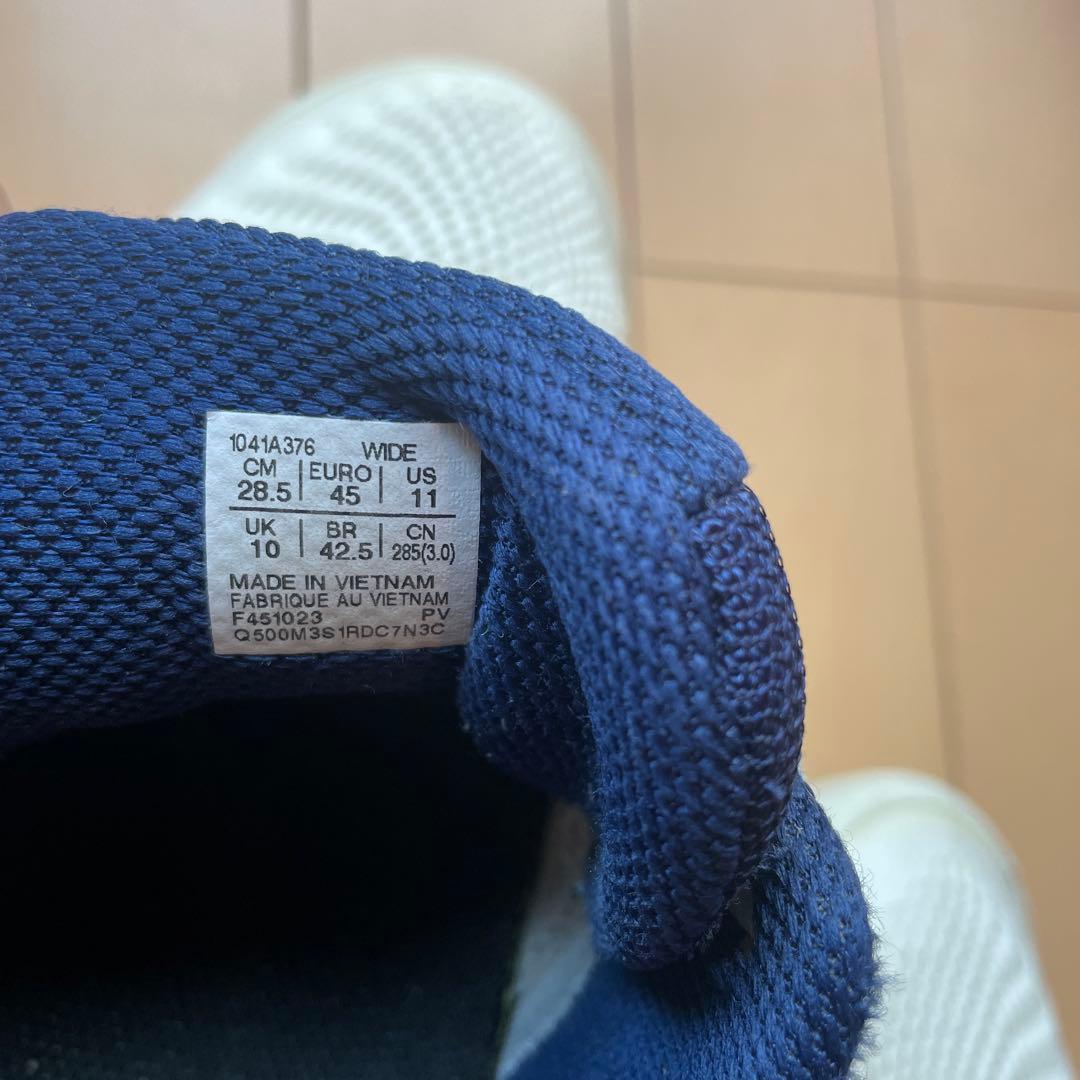 1041A376 WIDE
CM | EURO | US
28.5 | 45 | 11
UK | BR | CN
10 | 42.5 | 285(3.0)
MADE IN VIETNAM
FABRIQUE AU VIETNAM
F451023 PV
Q500M3S1RDC7N3C